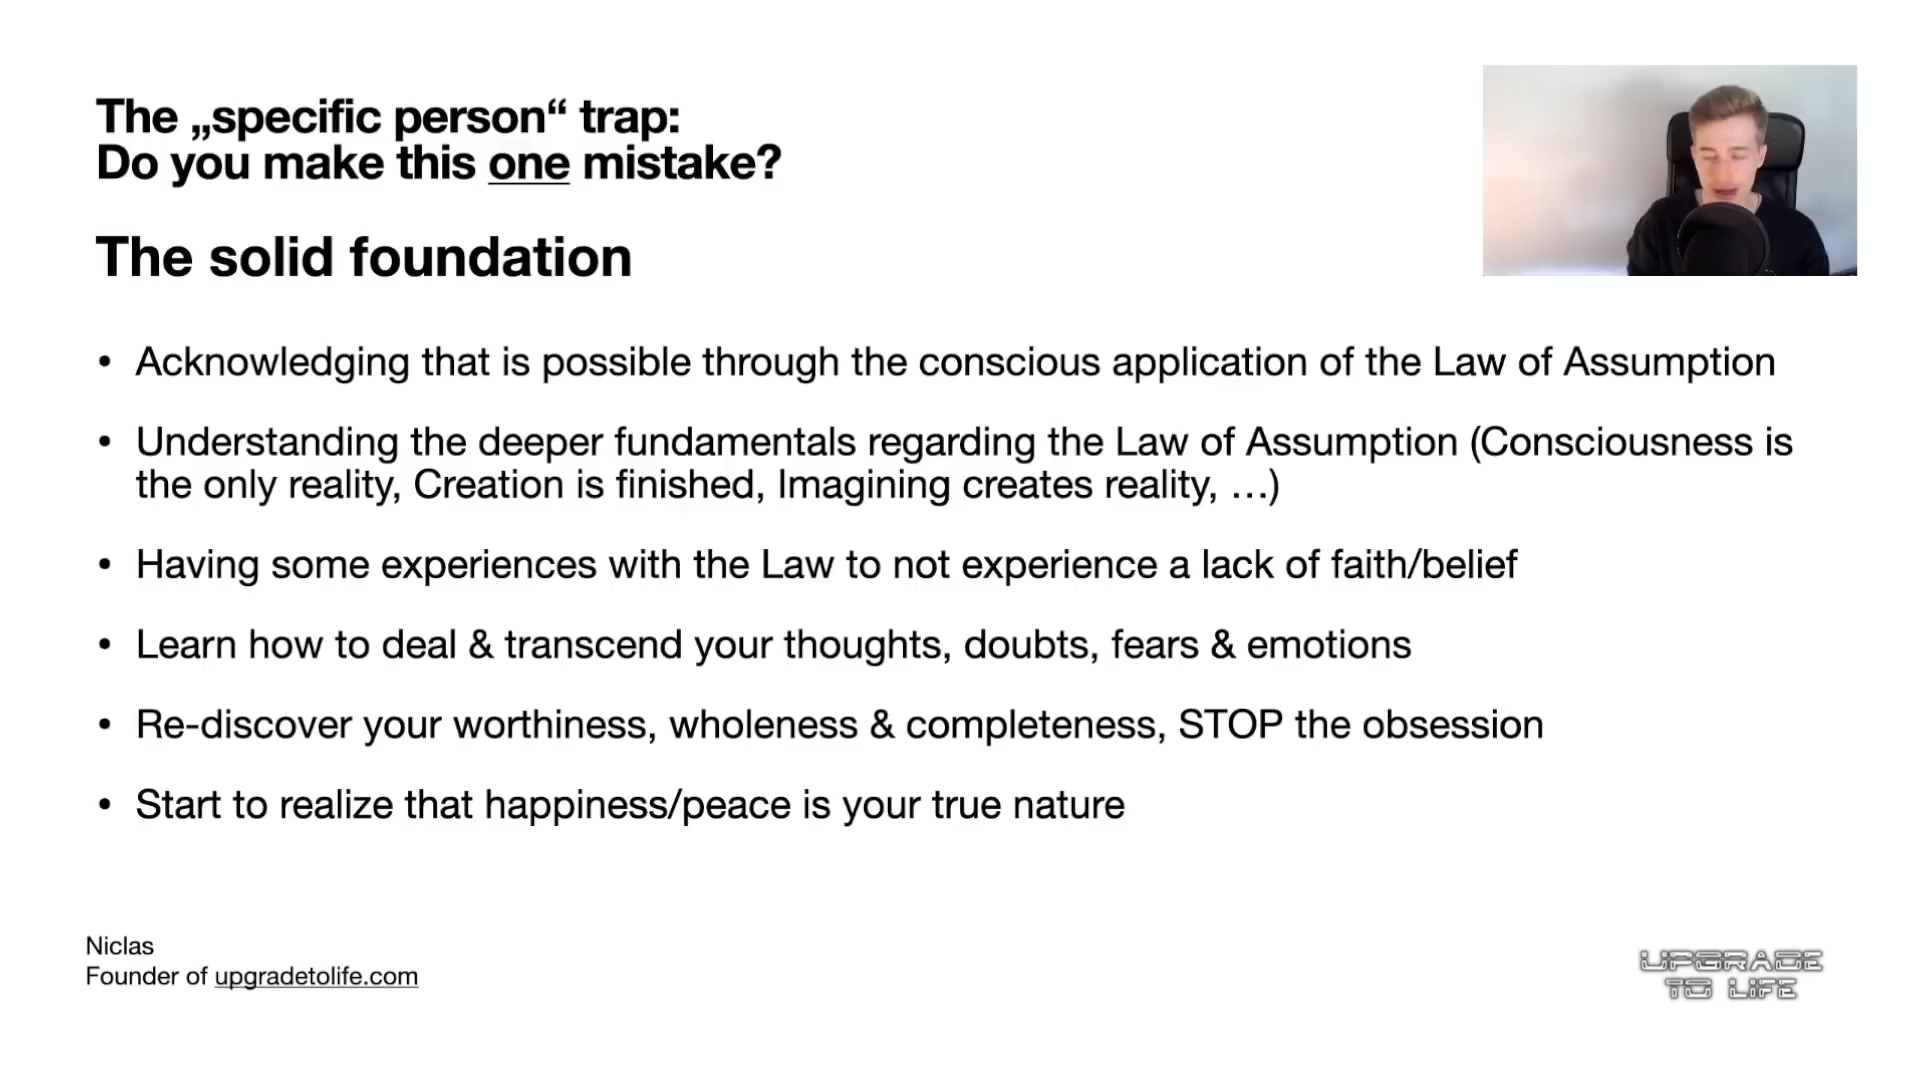 The „specific person“ trap:
Do you make this one mistake?
The solid foundation
• Acknowledging that is possible through the conscious application of the Law of Assumption
• Understanding the deeper fundamentals regarding the Law of Assumption (Consciousness is
the only reality, Creation is finished, Imagining creates reality, …)
• Having some experiences with the Law to not experience a lack of faith/belief
• Learn how to deal & transcend your thoughts, doubts, fears & emotions
• Re-discover your worthiness, wholeness & completeness, STOP the obsession
• Start to realize that happiness/peace is your true nature
Niclas
Founder of upgradetolife.com
UPGRADE
TO LIFE